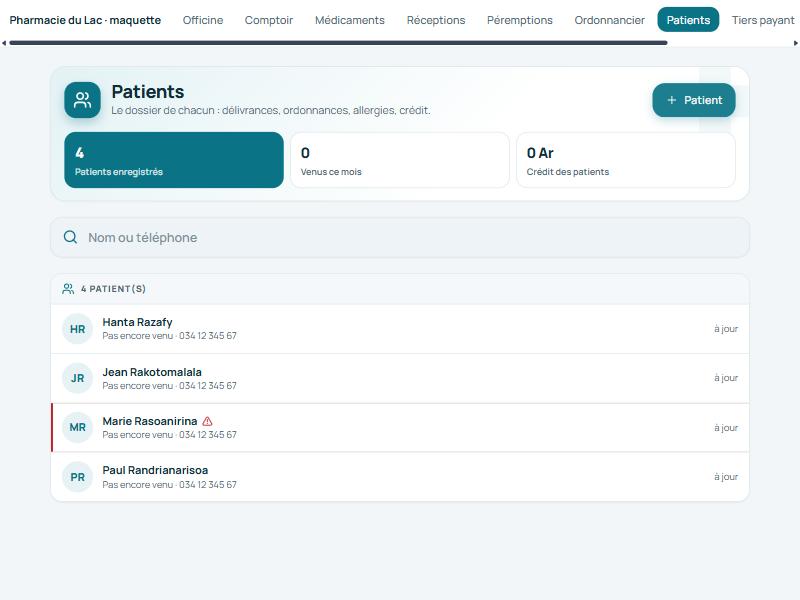 Pharmacie du Lac · maquette
Officine
Comptoir
Médicaments
Réceptions
Péremptions
Ordonnancier
Patients
Tiers payant
Patients
Le dossier de chacun : délivrances, ordonnances, allergies, crédit.
+ Patient
4
Patients enregistrés
0
Venus ce mois
0 Ar
Crédit des patients
Nom ou téléphone
4 PATIENT(S)
HR
Hanta Razafy
Pas encore venu · 034 12 345 67
à jour
JR
Jean Rakotomalala
Pas encore venu · 034 12 345 67
à jour
MR
Marie Rasoanirina
Pas encore venu · 034 12 345 67
à jour
PR
Paul Randrianarisoa
Pas encore venu · 034 12 345 67
à jour